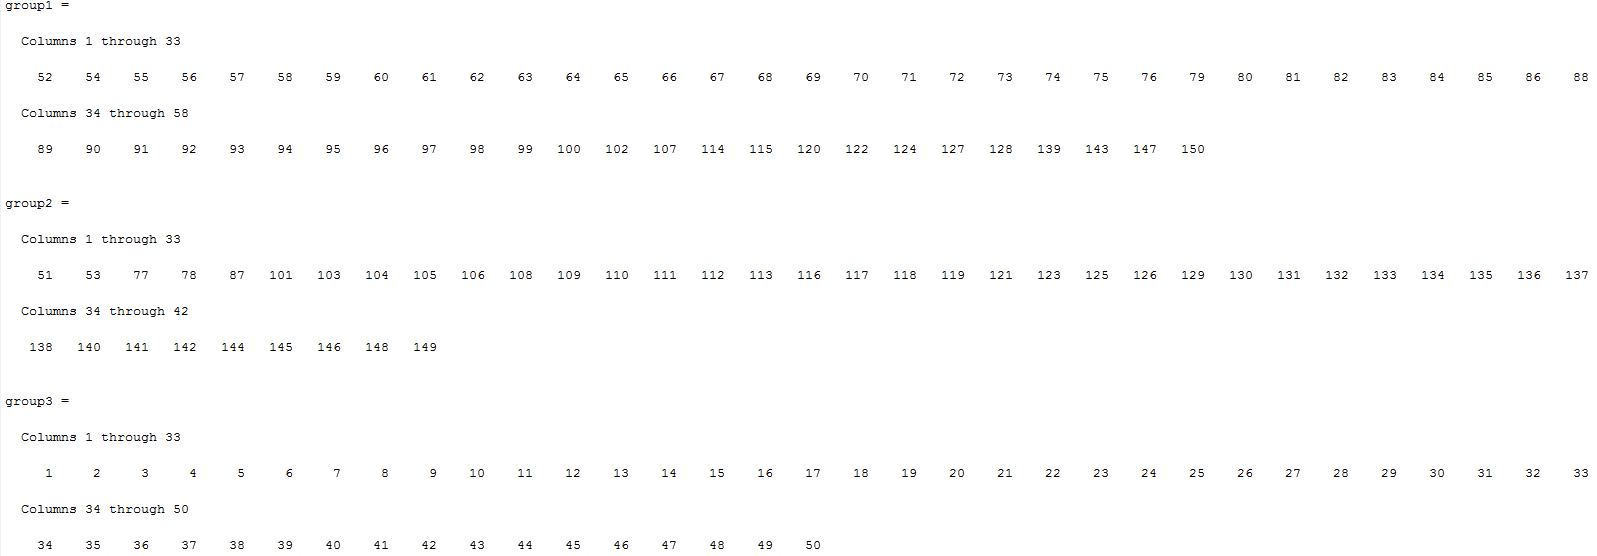 group1 =
Columns 1 through 33
52 54 55 56 57 58 59 60 61 62 63 64 65 66 67 68 69 70 71 72 73 74 75 76 79 80 81 82 83 84 85 86 88
Columns 34 through 58
89 90 91 92 93 94 95 96 97 98 99 100 102 107 114 115 120 122 124 127 128 139 143 147 150
group2 =
Columns 1 through 33
51 53 77 78 87 101 103 104 105 106 108 109 110 111 112 113 116 117 118 119 121 123 125 126 129 130 131 132 133 134 135 136 137
Columns 34 through 42
138 140 141 142 144 145 146 148 149
group3 =
Columns 1 through 33
1 2 3 4 5 6 7 8 9 10 11 12 13 14 15 16 17 18 19 20 21 22 23 24 25 26 27 28 29 30 31 32 33
Columns 34 through 50
34 35 36 37 38 39 40 41 42 43 44 45 46 47 48 49 50